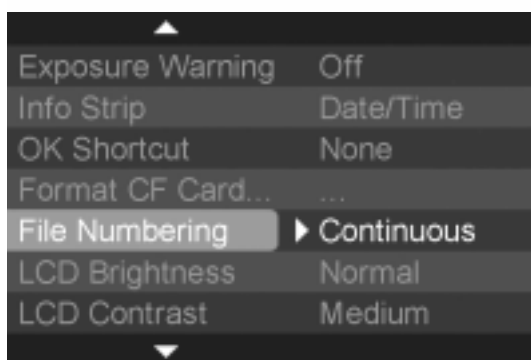 Exposure Warning Off
Info Strip Date/Time
OK Shortcut None
Format CF Card... ...
File Numbering Continuous
LCD Brightness Normal
LCD Contrast Medium